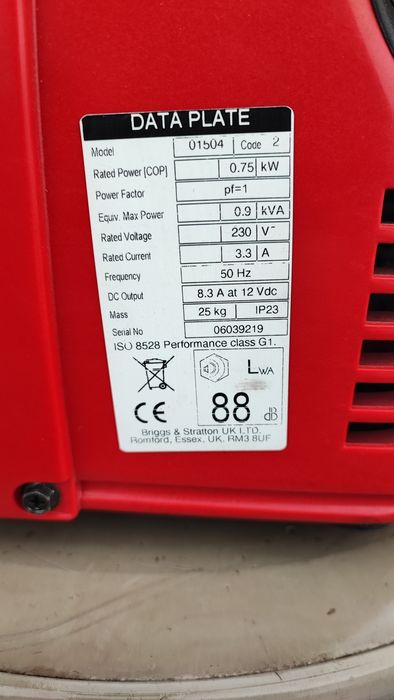 DATA PLATE
Model 01504 Code 2
Rated Power [COP] 0.75 kW
Power Factor pf=1
Equiv. Max Power 0.9 kVA
Rated Voltage 230 V~
Rated Current 3.3 A
Frequency 50 Hz
DC Output 8.3 A at 12 Vdc
Mass 25 kg IP23
Serial No 06039219
ISO 8528 Performance class G1.
LWA
CE 88 dB
Briggs & Stratton UK LTD.
Romford, Essex, UK, RM3 8UF